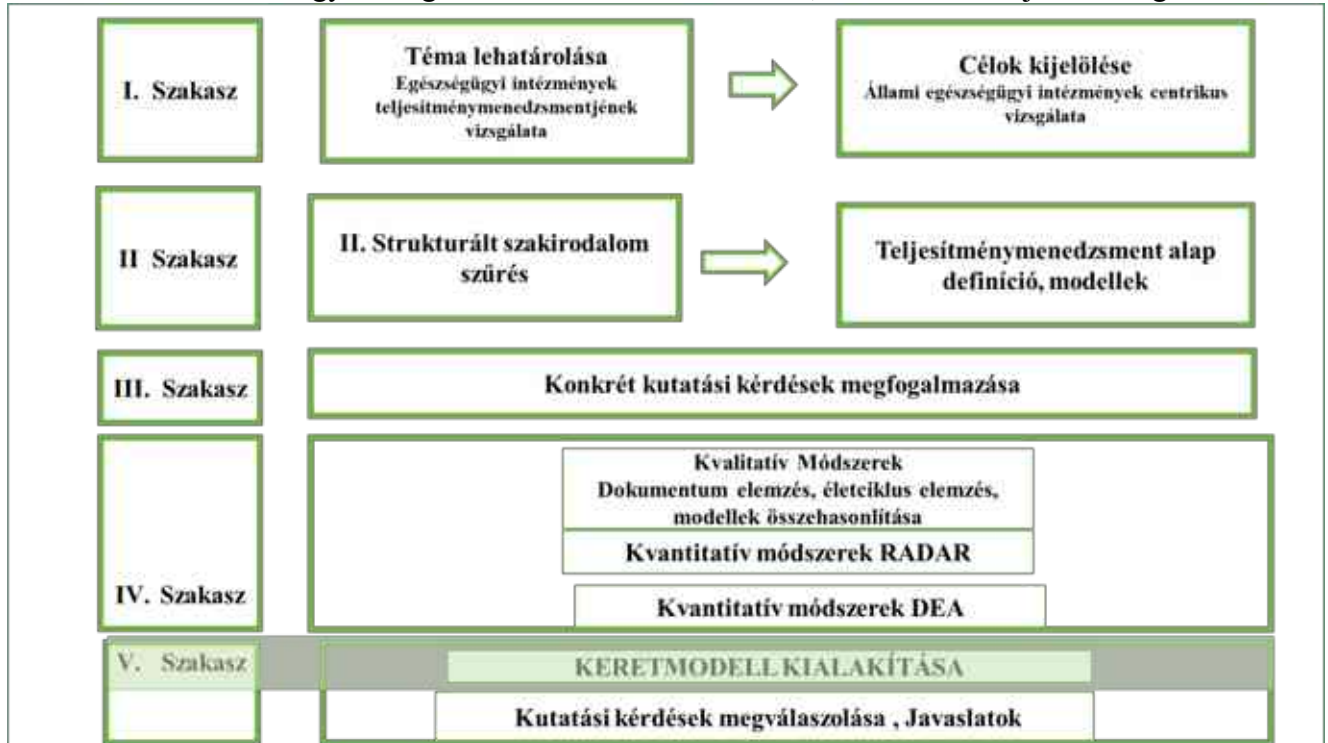 I. Szakasz
Téma lehatárolása
Egészségügyi intézmények
teljesítménymenedzsmentjének
vizsgálata
Célok kijelölése
Állami egészségügyi intézmények centrikus
vizsgálata
II Szakasz
II. Strukturált szakirodalom
szűrés
Teljesítménymenedzsment alap
definíció, modellek
III. Szakasz
Konkrét kutatási kérdések megfogalmazása
IV. Szakasz
Kvalitatív Módszerek
Dokumentum elemzés, életciklus elemzés,
modellek összehasonlítása
Kvantitatív módszerek RADAR
Kvantitatív módszerek DEA
V. Szakasz
KERETMODELL KIALAKÍTÁSA
Kutatási kérdések megválaszolása , Javaslatok